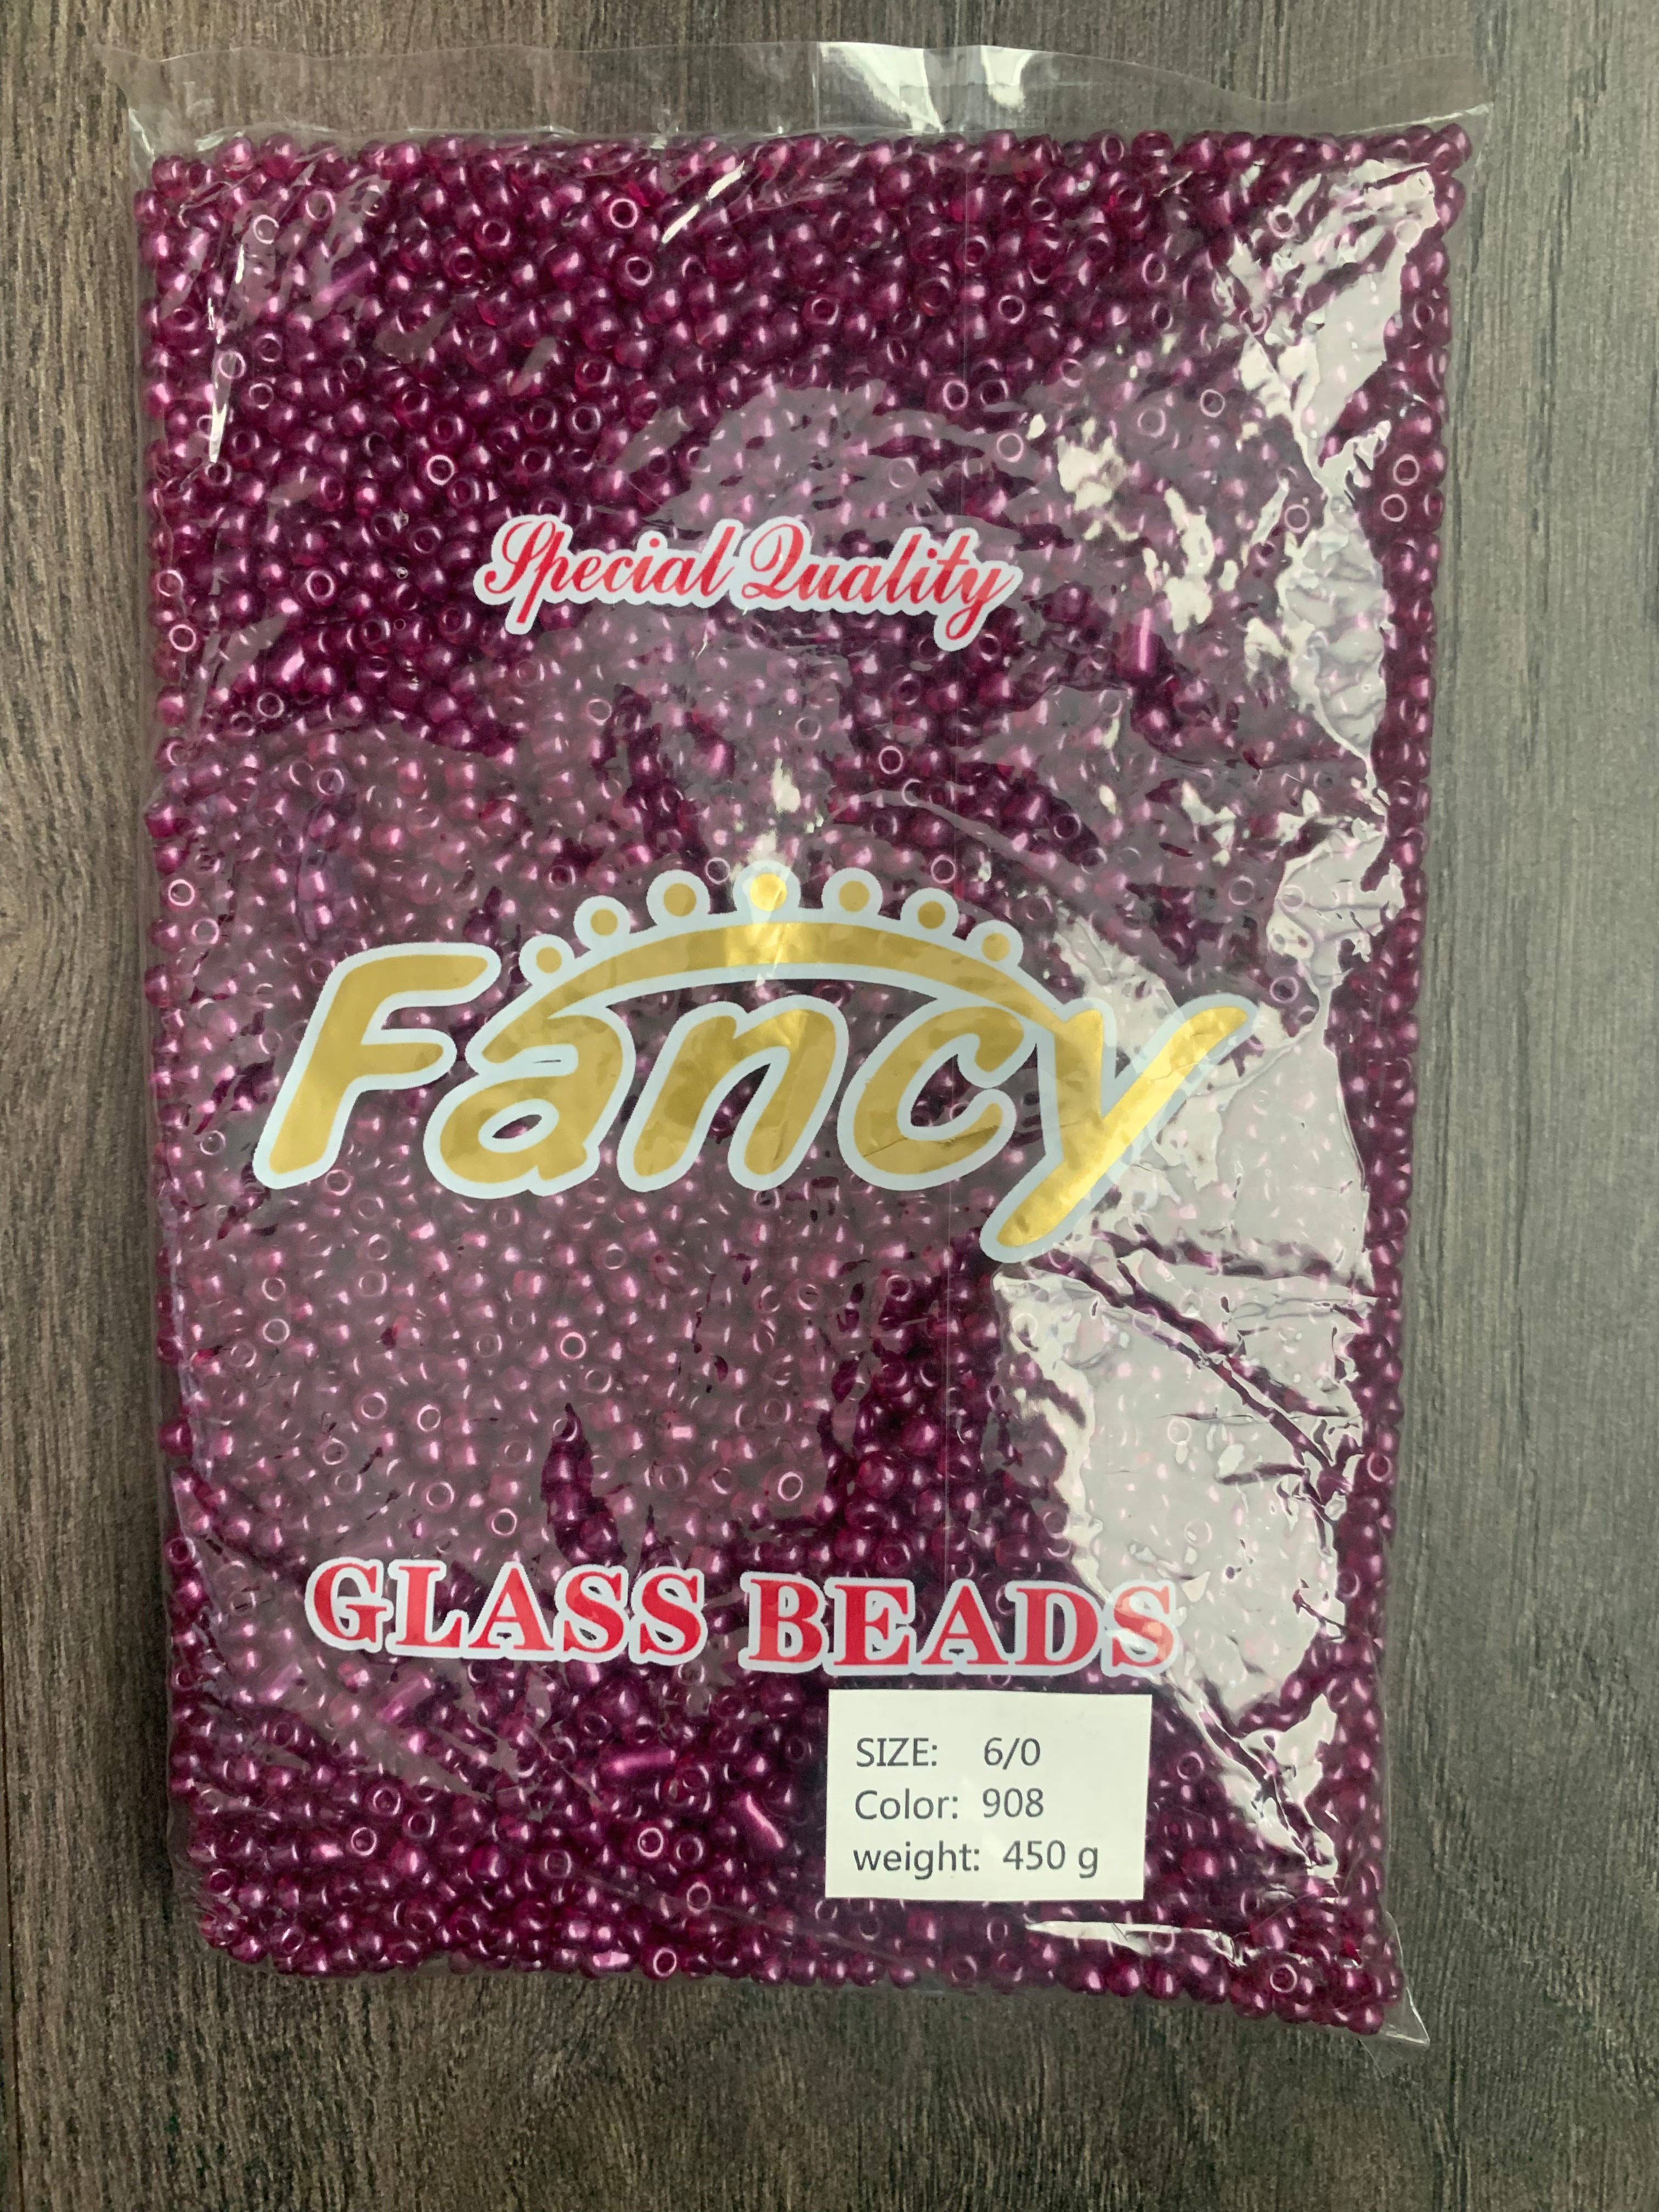 Special Quality
Fancy
GLASS BEADS
SIZE: 6/0
Color: 908
weight: 450 g